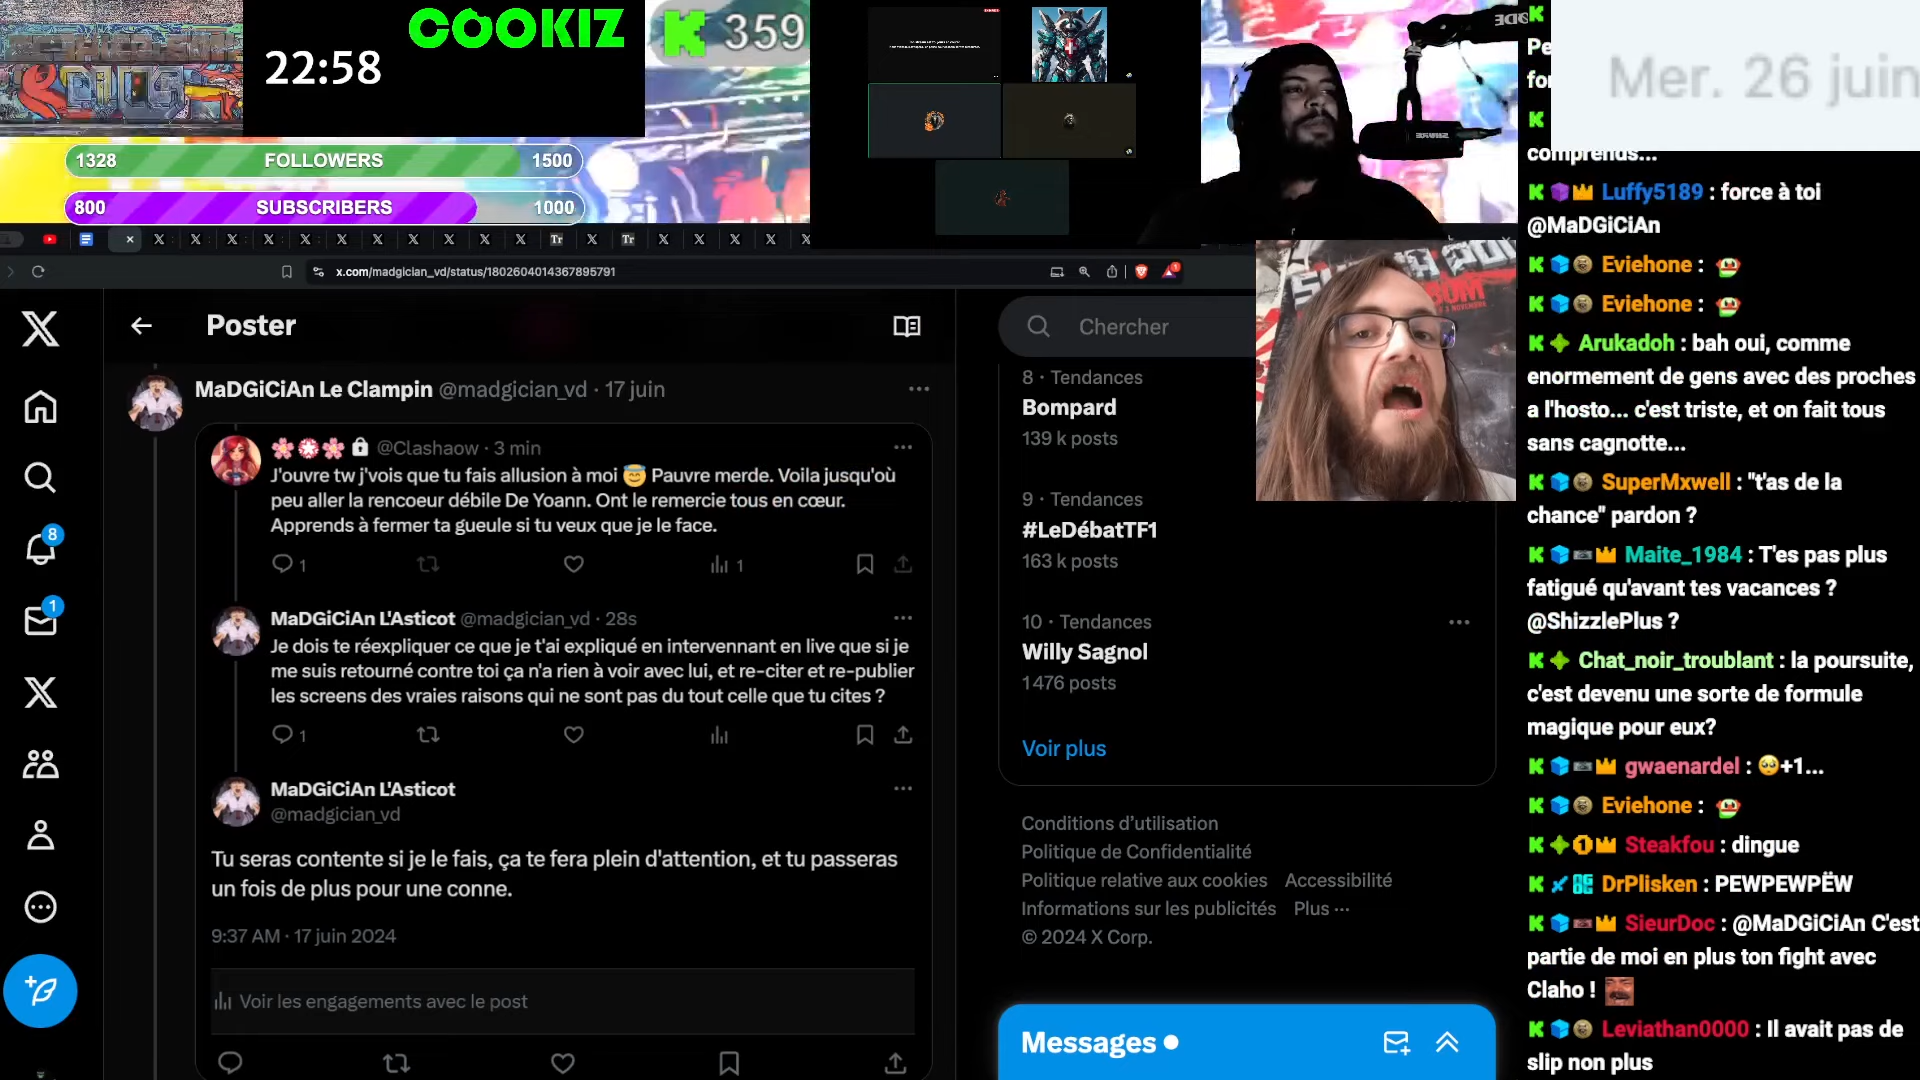 COOKIZ
22:58
359
1328 FOLLOWERS 1500
800 SUBSCRIBERS 1000
Mer. 26 juin
x.com/madgician_vd/status/1802604014367895791
Poster
MaDGiCiAn Le Clampin @madgician_vd · 17 juin
@Clashaow · 3 min
J'ouvre tw j'vois que tu fais allusion à moi 😇 Pauvre merde. Voila jusqu'où
peu aller la rencoeur débile De Yoann. Ont le remercie tous en cœur.
Apprends à fermer ta gueule si tu veux que je le face.
1
1
MaDGiCiAn L'Asticot @madgician_vd · 28s
Je dois te réexpliquer ce que je t'ai expliqué en intervennant en live que si je
me suis retourné contre toi ça n'a rien à voir avec lui, et re-citer et re-publier
les screens des vraies raisons qui ne sont pas du tout celle que tu cites ?
1
MaDGiCiAn L'Asticot
@madgician_vd
Tu seras contente si je le fais, ça te fera plein d'attention, et tu passeras
un fois de plus pour une conne.
9:37 AM · 17 juin 2024
Voir les engagements avec le post
8
1
Chercher
8 · Tendances
Bompard
139 k posts
9 · Tendances
#LeDébatTF1
163 k posts
10 · Tendances
Willy Sagnol
1 476 posts
Voir plus
Conditions d'utilisation
Politique de Confidentialité
Politique relative aux cookies Accessibilité
Informations sur les publicités Plus ···
© 2024 X Corp.
Messages
Pe
for
comprends...
Luffy5189 : force à toi
@MaDGiCiAn
Eviehone :
Eviehone :
Arukadoh : bah oui, comme
enormement de gens avec des proches
a l'hosto... c'est triste, et on fait tous
sans cagnotte...
SuperMxwell : "t'as de la
chance" pardon ?
Maite_1984 : T'es pas plus
fatigué qu'avant tes vacances ?
@ShizzlePlus ?
Chat_noir_troublant : la poursuite,
c'est devenu une sorte de formule
magique pour eux?
gwaenardel : 🥺+1...
Eviehone :
Steakfou : dingue
DrPlisken : PEWPEWPËW
SieurDoc : @MaDGiCiAn C'est
partie de moi en plus ton fight avec
Claho !
Leviathan0000 : Il avait pas de
slip non plus